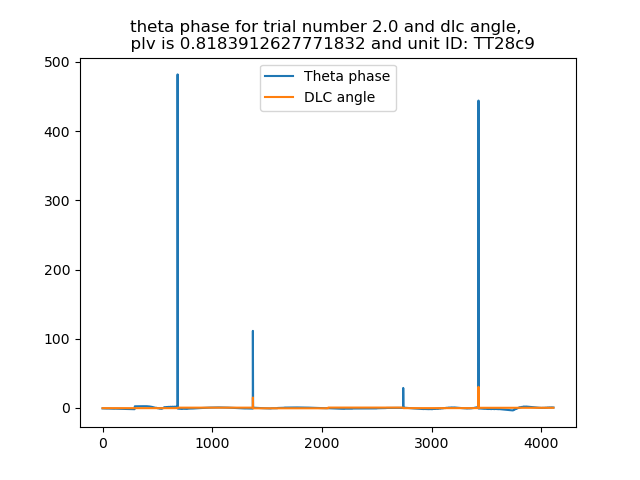 theta phase for trial number 2.0 and dlc angle,
plv is 0.8183912627771832 and unit ID: TT28c9
Theta phase
DLC angle
500
400
300
200
100
0
0 1000 2000 3000 4000